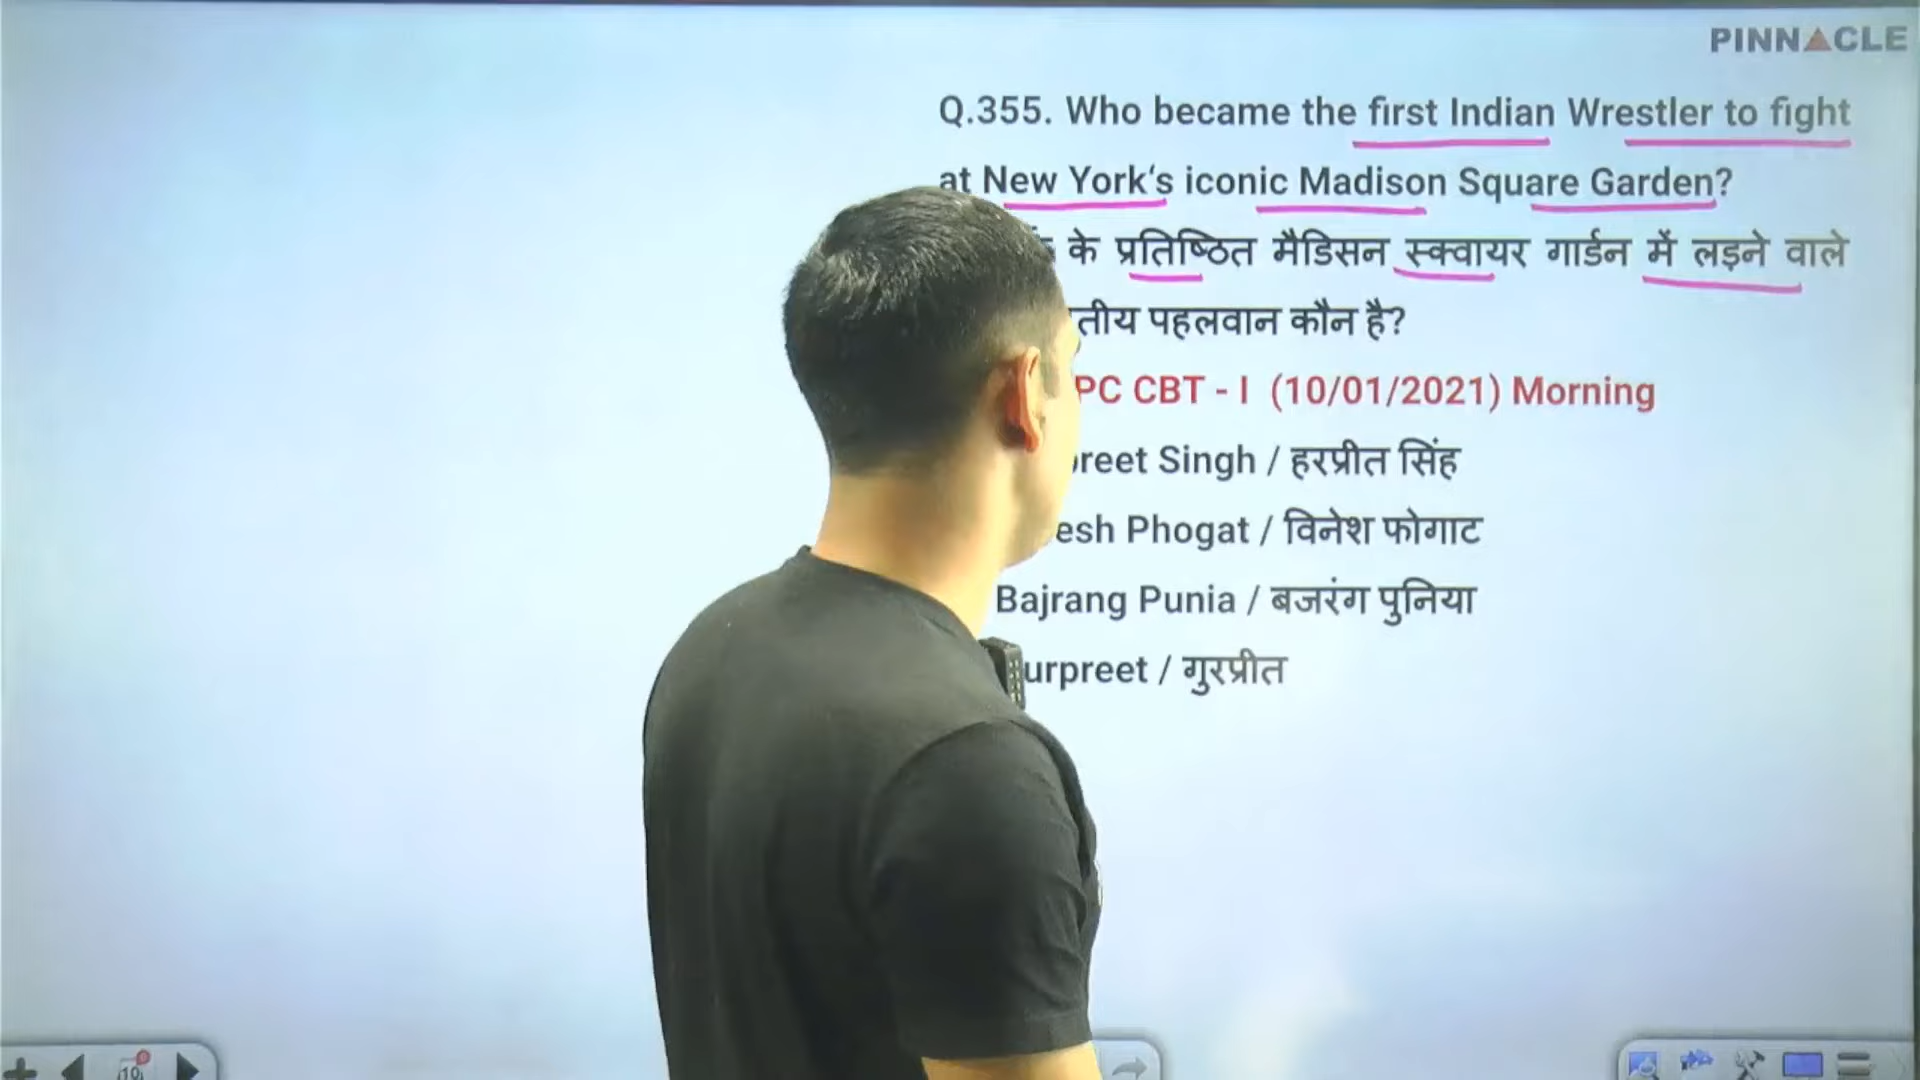 PINNACLE
Q.355. Who became the first Indian Wrestler to fight
at New York‘s iconic Madison Square Garden?
के प्रतिष्ठित मैडिसन स्क्वायर गार्डन में लड़ने वाले
तीय पहलवान कौन है?
PC CBT - I (10/01/2021) Morning
preet Singh / हरप्रीत सिंह
esh Phogat / विनेश फोगाट
Bajrang Punia / बजरंग पुनिया
urpreet / गुरप्रीत
19